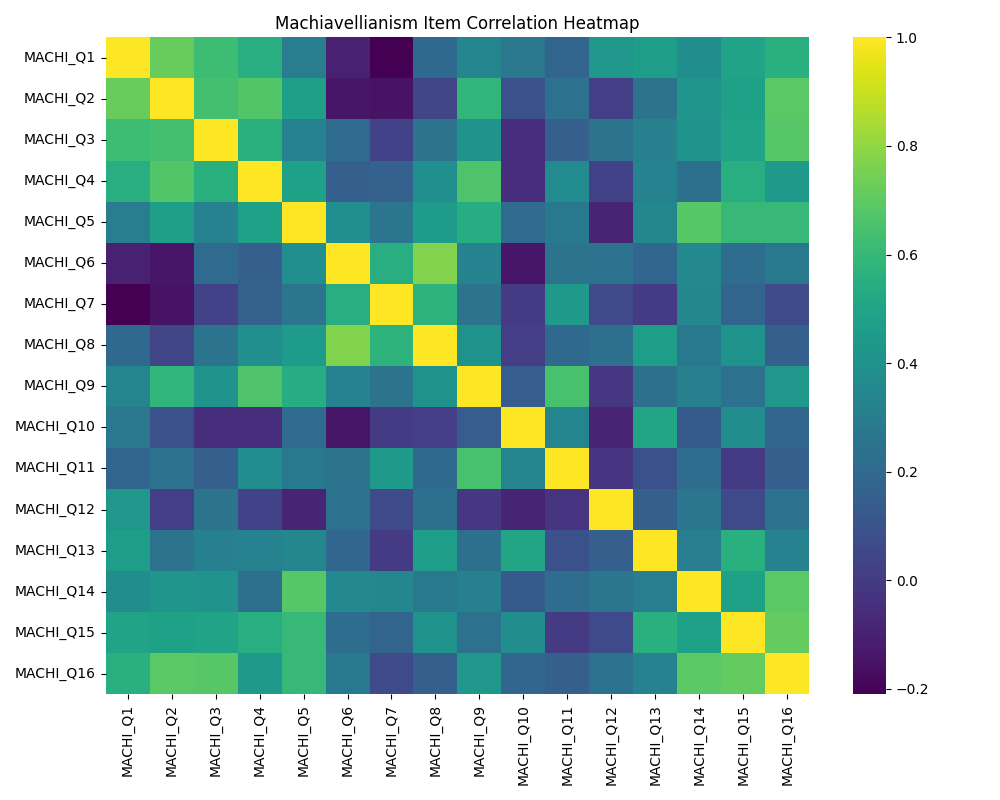 Machiavellianism Item Correlation Heatmap
MACHI_Q1
MACHI_Q2
MACHI_Q3
MACHI_Q4
MACHI_Q5
MACHI_Q6
MACHI_Q7
MACHI_Q8
MACHI_Q9
MACHI_Q10
MACHI_Q11
MACHI_Q12
MACHI_Q13
MACHI_Q14
MACHI_Q15
MACHI_Q16
MACHI_Q1
MACHI_Q2
MACHI_Q3
MACHI_Q4
MACHI_Q5
MACHI_Q6
MACHI_Q7
MACHI_Q8
MACHI_Q9
MACHI_Q10
MACHI_Q11
MACHI_Q12
MACHI_Q13
MACHI_Q14
MACHI_Q15
MACHI_Q16
1.0
0.8
0.6
0.4
0.2
0.0
−0.2